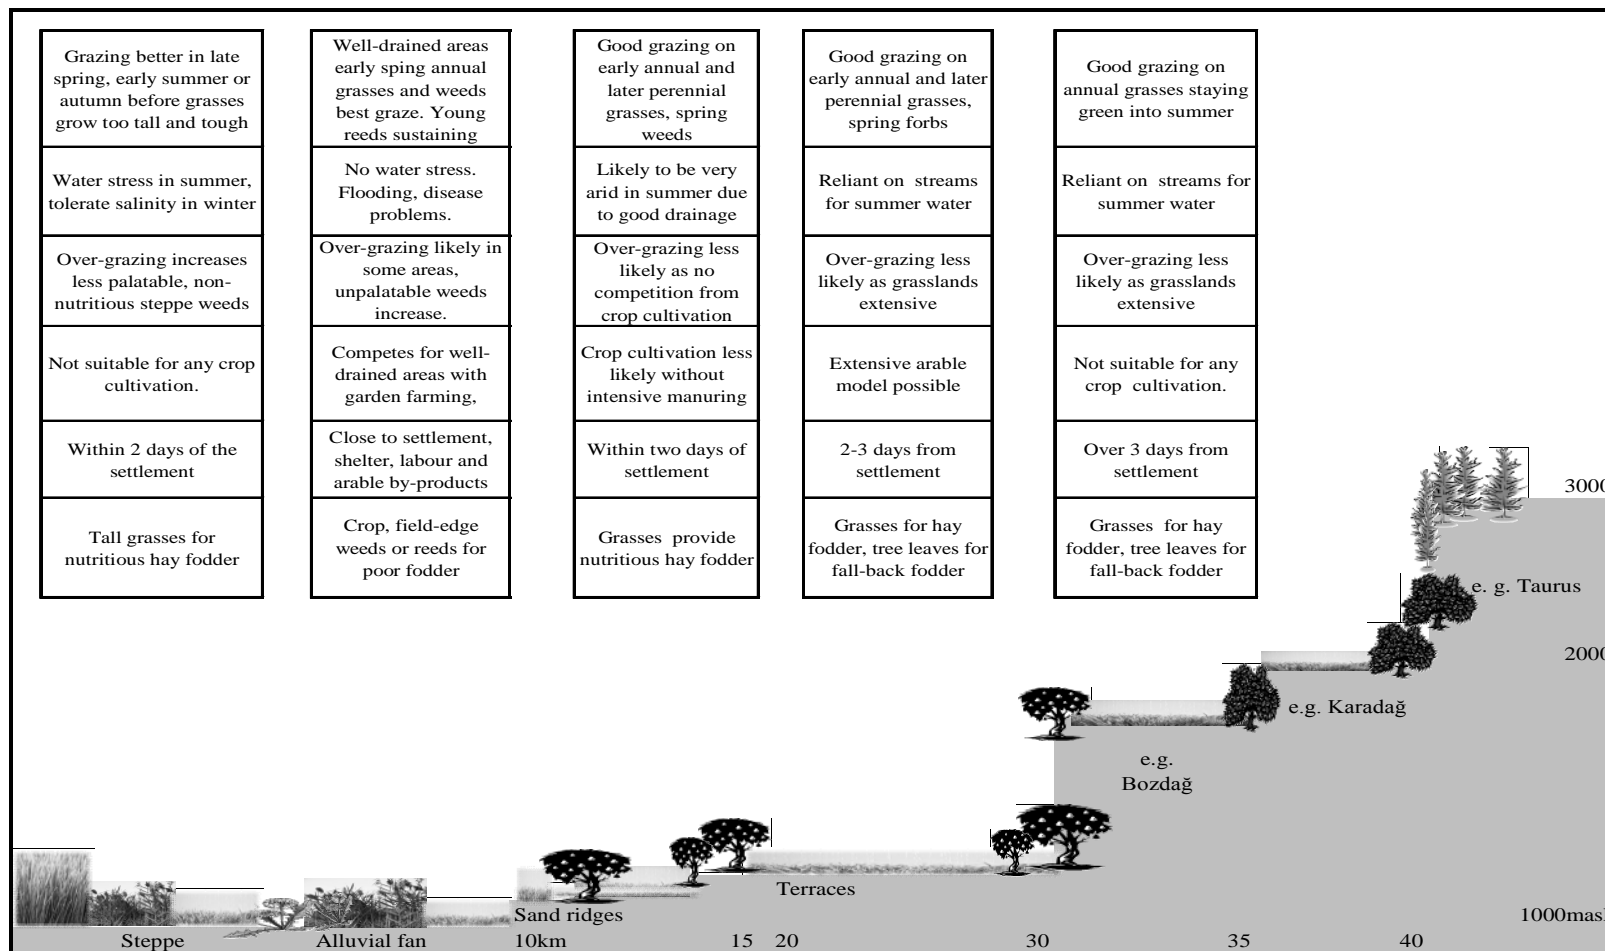 Grazing better in late
spring, early summer or
autumn before grasses
grow too tall and tough
Water stress in summer,
tolerate salinity in winter
Over-grazing increases
less palatable, non-
nutritious steppe weeds
Not suitable for any crop
cultivation.
Within 2 days of the
settlement
Tall grasses for
nutritious hay fodder
Well-drained areas
early sping annual
grasses and weeds
best graze. Young
reeds sustaining
No water stress.
Flooding, disease
problems.
Over-grazing likely in
some areas,
unpalatable weeds
increase.
Competes for well-
drained areas with
garden farming,
Close to settlement,
shelter, labour and
arable by-products
Crop, field-edge
weeds or reeds for
poor fodder
Good grazing on
early annual and
later perennial
grasses, spring
weeds
Likely to be very
arid in summer due
to good drainage
Over-grazing less
likely as no
competition from
crop cultivation
Crop cultivation less
likely without
intensive manuring
Within two days of
settlement
Grasses provide
nutritious hay fodder
Good grazing on
early annual and later
perennial grasses,
spring forbs
Reliant on streams
for summer water
Over-grazing less
likely as grasslands
extensive
Extensive arable
model possible
2-3 days from
settlement
Grasses for hay
fodder, tree leaves for
fall-back fodder
Good grazing on
annual grasses staying
green into summer
Reliant on streams for
summer water
Over-grazing less
likely as grasslands
extensive
Not suitable for any
crop cultivation.
Over 3 days from
settlement
Grasses for hay
fodder, tree leaves for
fall-back fodder
3000
e. g. Taurus
2000
e.g. Karadağ
e.g.
Bozdağ
Terraces
Sand ridges
1000masl
Steppe
Alluvial fan
10km
15
20
30
35
40